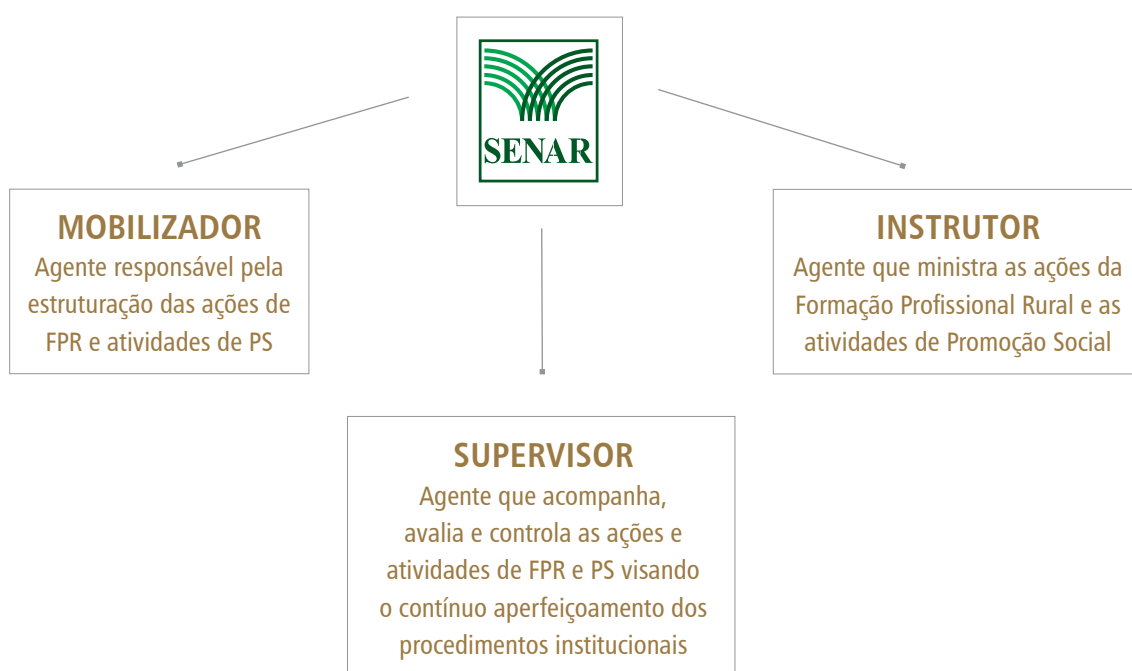 SENAR
MOBILIZADOR
Agente responsável pela
estruturação das ações de
FPR e atividades de PS
INSTRUTOR
Agente que ministra as ações da
Formação Profissional Rural e as
atividades de Promoção Social
SUPERVISOR
Agente que acompanha,
avalia e controla as ações e
atividades de FPR e PS visando
o contínuo aperfeiçoamento dos
procedimentos institucionais